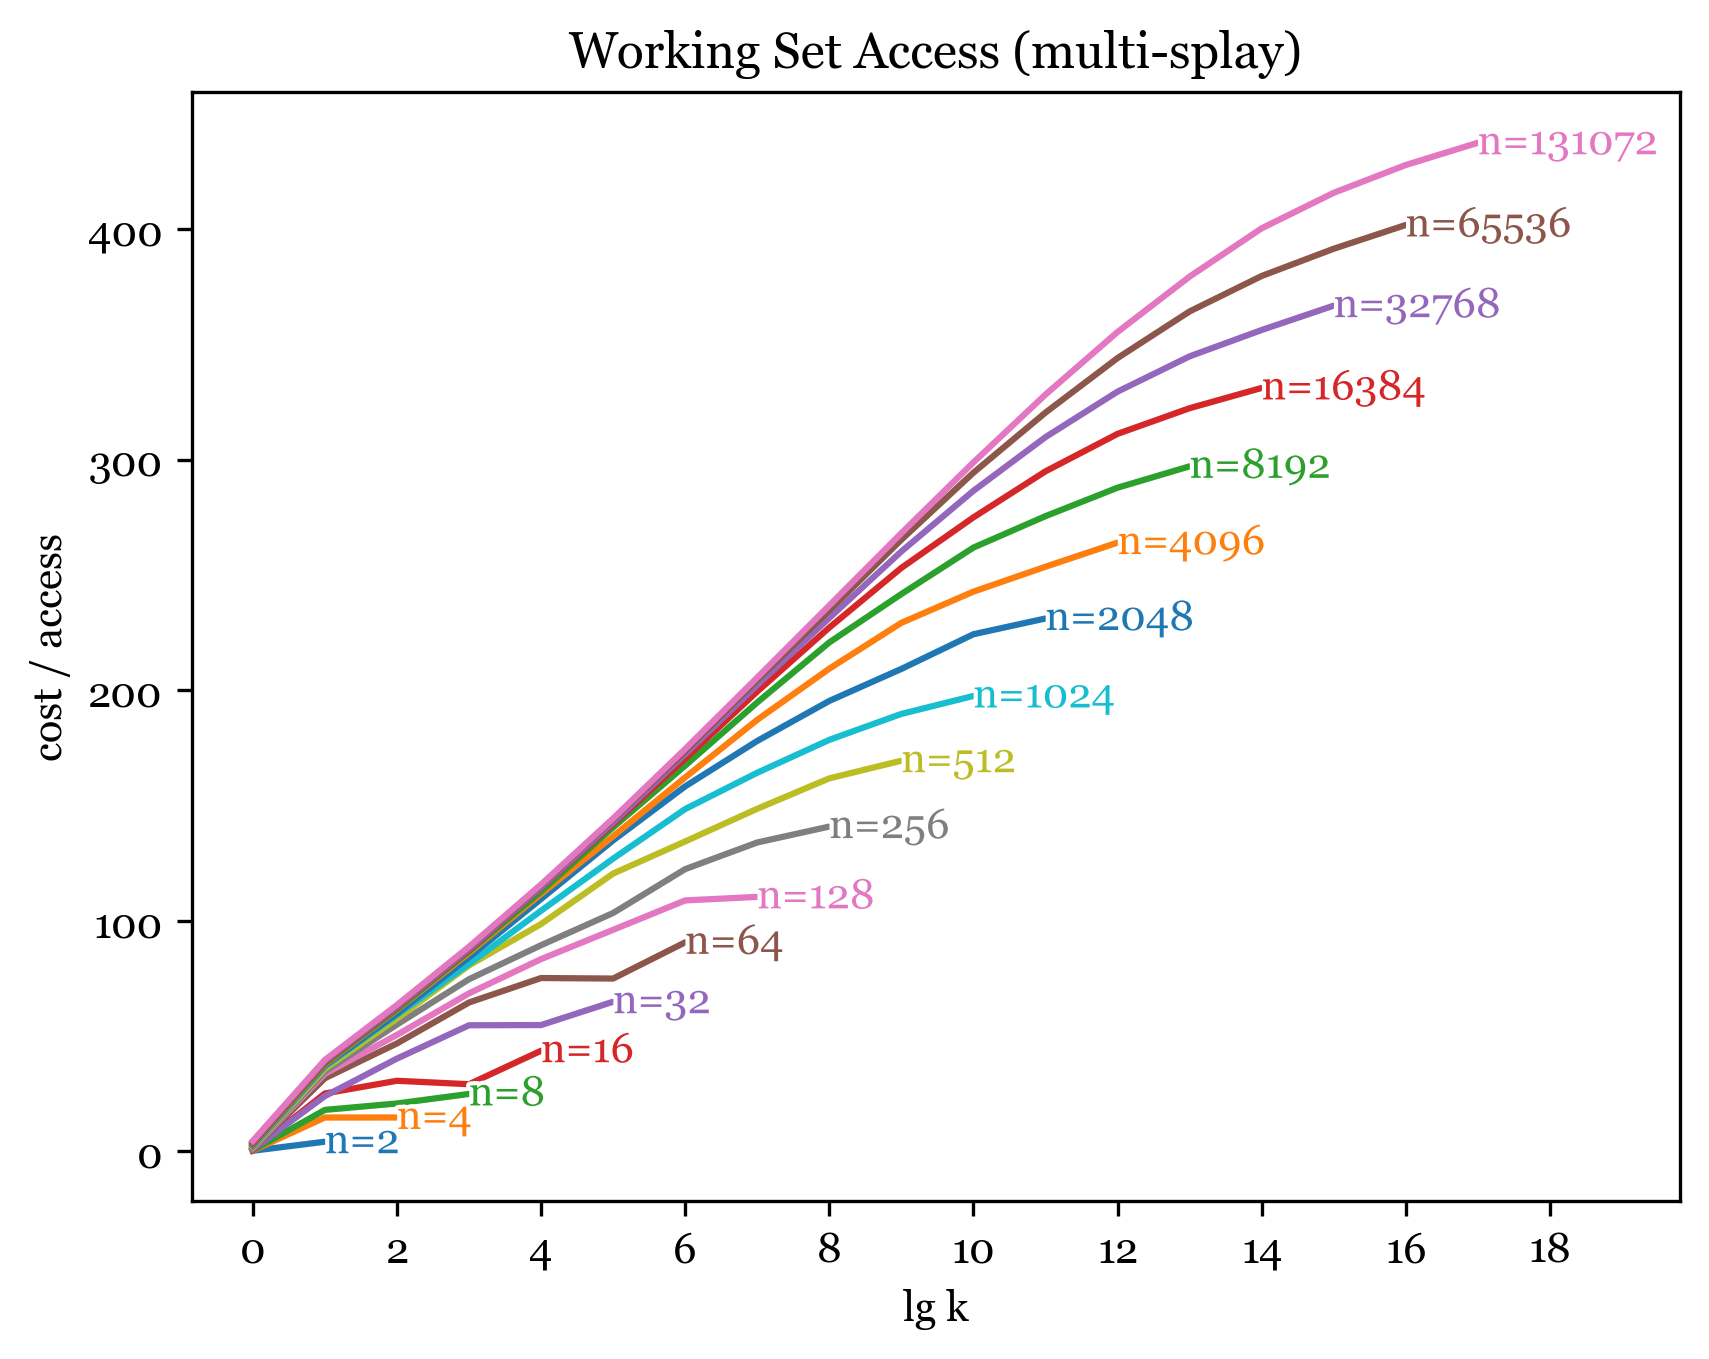 Working Set Access (multi-splay)
n=131072
n=65536
n=32768
n=16384
n=8192
n=4096
n=2048
n=1024
n=512
n=256
n=128
n=64
n=32
n=16
n=8
n=4
n=2
400
300
200
100
0
cost / access
0 2 4 6 8 10 12 14 16 18
lg k